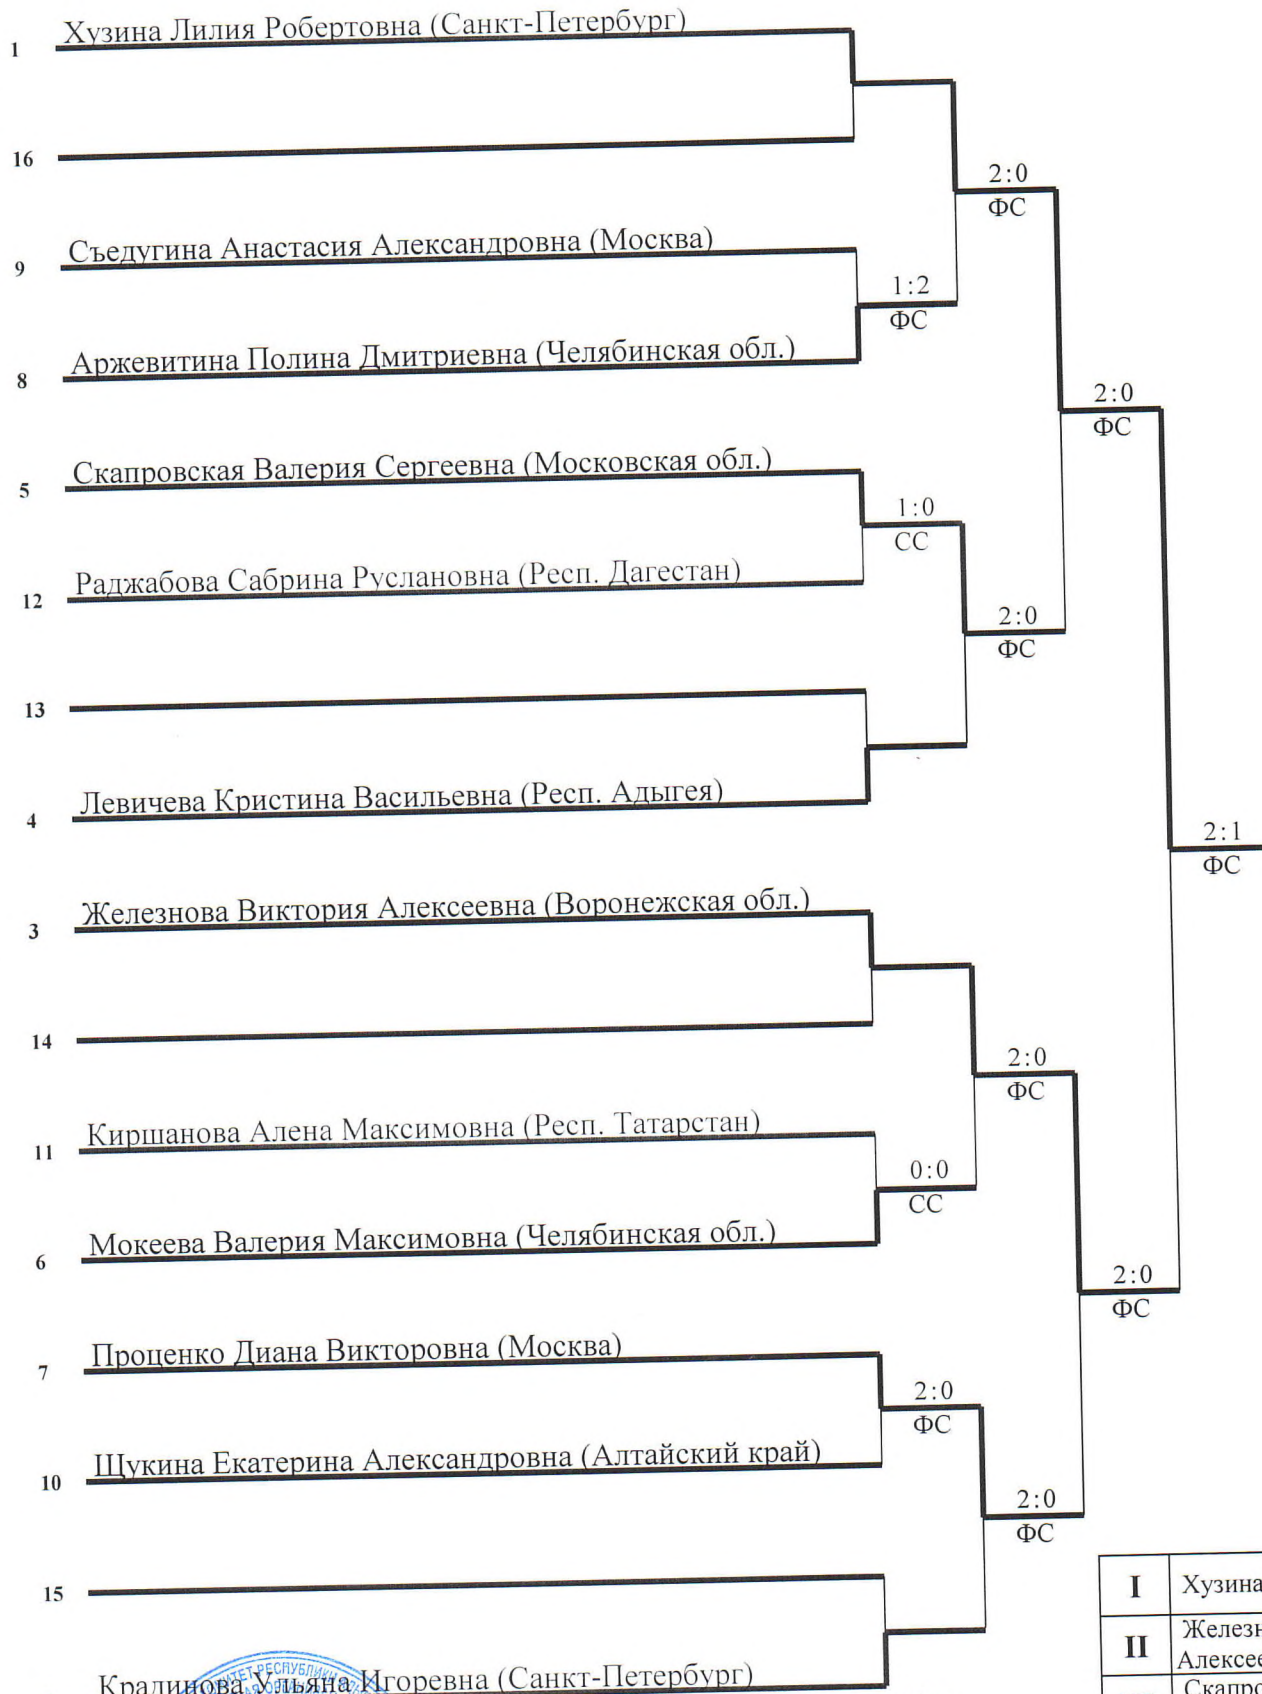 1 Хузина Лилия Робертовна (Санкт-Петербург)
16
2:0
ФС
9 Съедугина Анастасия Александровна (Москва)
1:2
ФС
8 Аржевитина Полина Дмитриевна (Челябинская обл.)
2:0
ФС
5 Скапровская Валерия Сергеевна (Московская обл.)
1:0
СС
12 Раджабова Сабрина Руслановна (Респ. Дагестан)
2:0
ФС
13
4 Левичева Кристина Васильевна (Респ. Адыгея)
2:1
ФС
3 Железнова Виктория Алексеевна (Воронежская обл.)
14
2:0
ФС
11 Киршанова Алена Максимовна (Респ. Татарстан)
0:0
СС
6 Мокеева Валерия Максимовна (Челябинская обл.)
2:0
ФС
7 Проценко Диана Викторовна (Москва)
2:0
ФС
10 Щукина Екатерина Александровна (Алтайский край)
2:0
ФС
15
I Хузина
II Железн
Алексее
Скапро
Ульяна Игоревна (Санкт-Петербург)